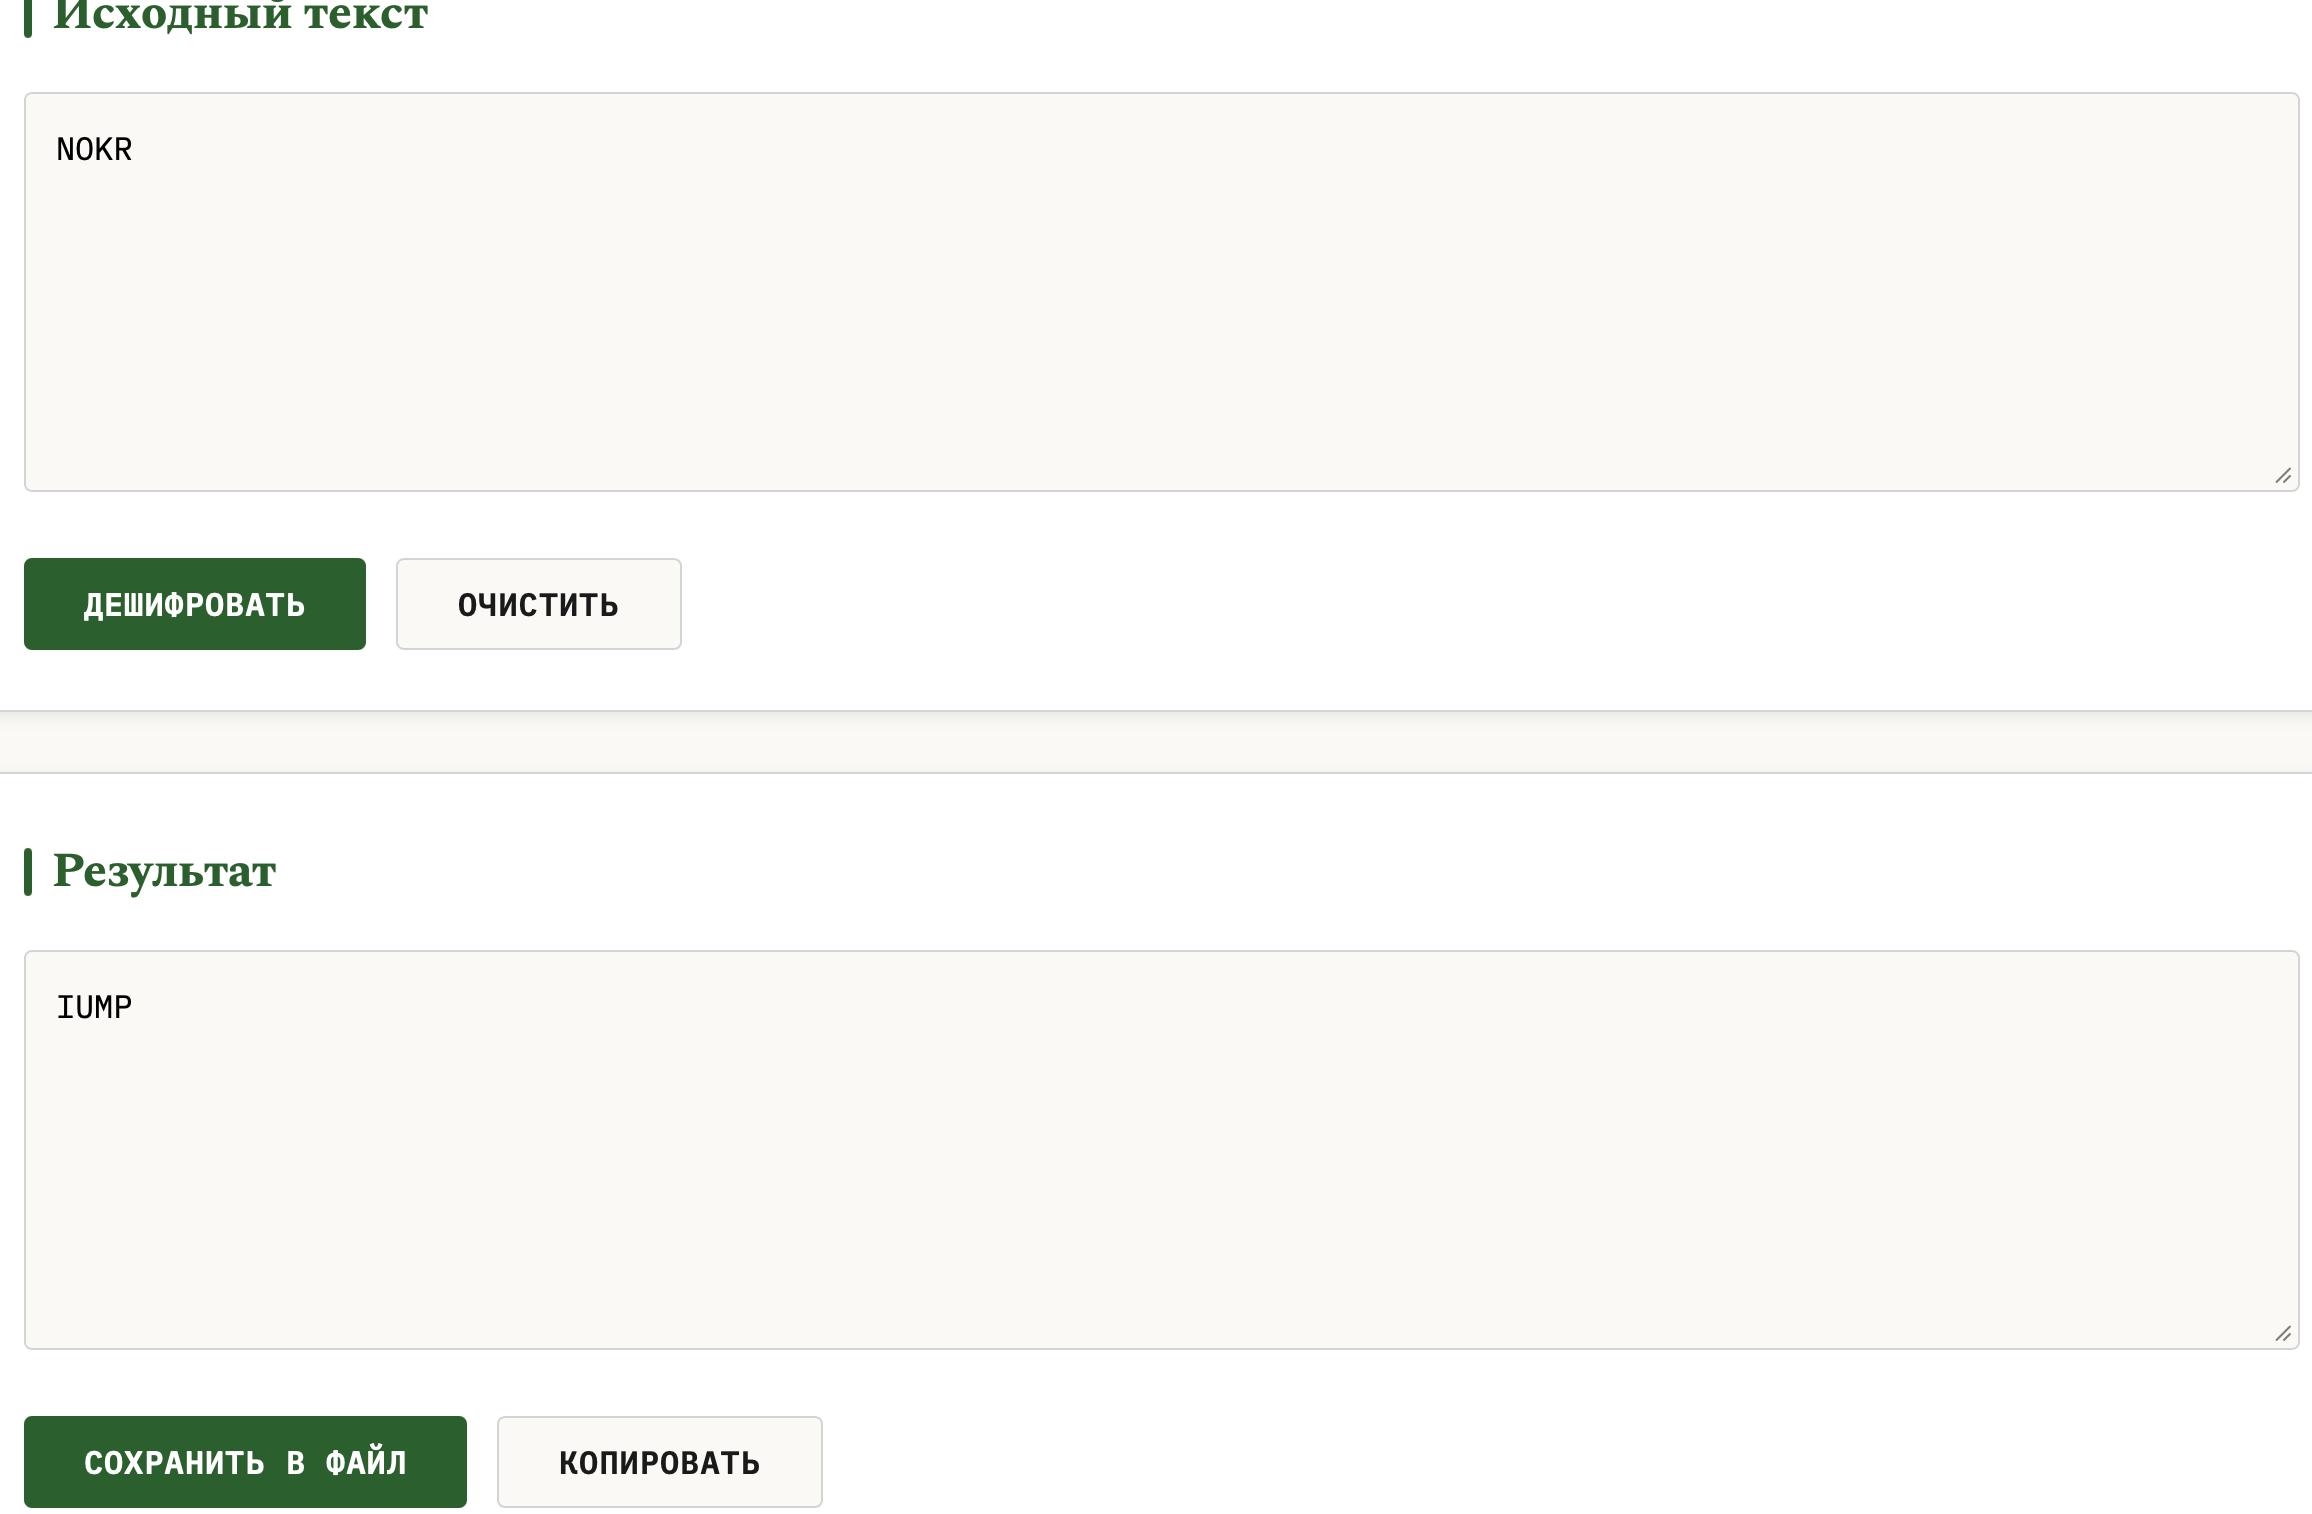 Исходный текст
NOKR
ДЕШИФРОВАТЬ ОЧИСТИТЬ
Результат
IUMP
СОХРАНИТЬ В ФАЙЛ КОПИРОВАТЬ